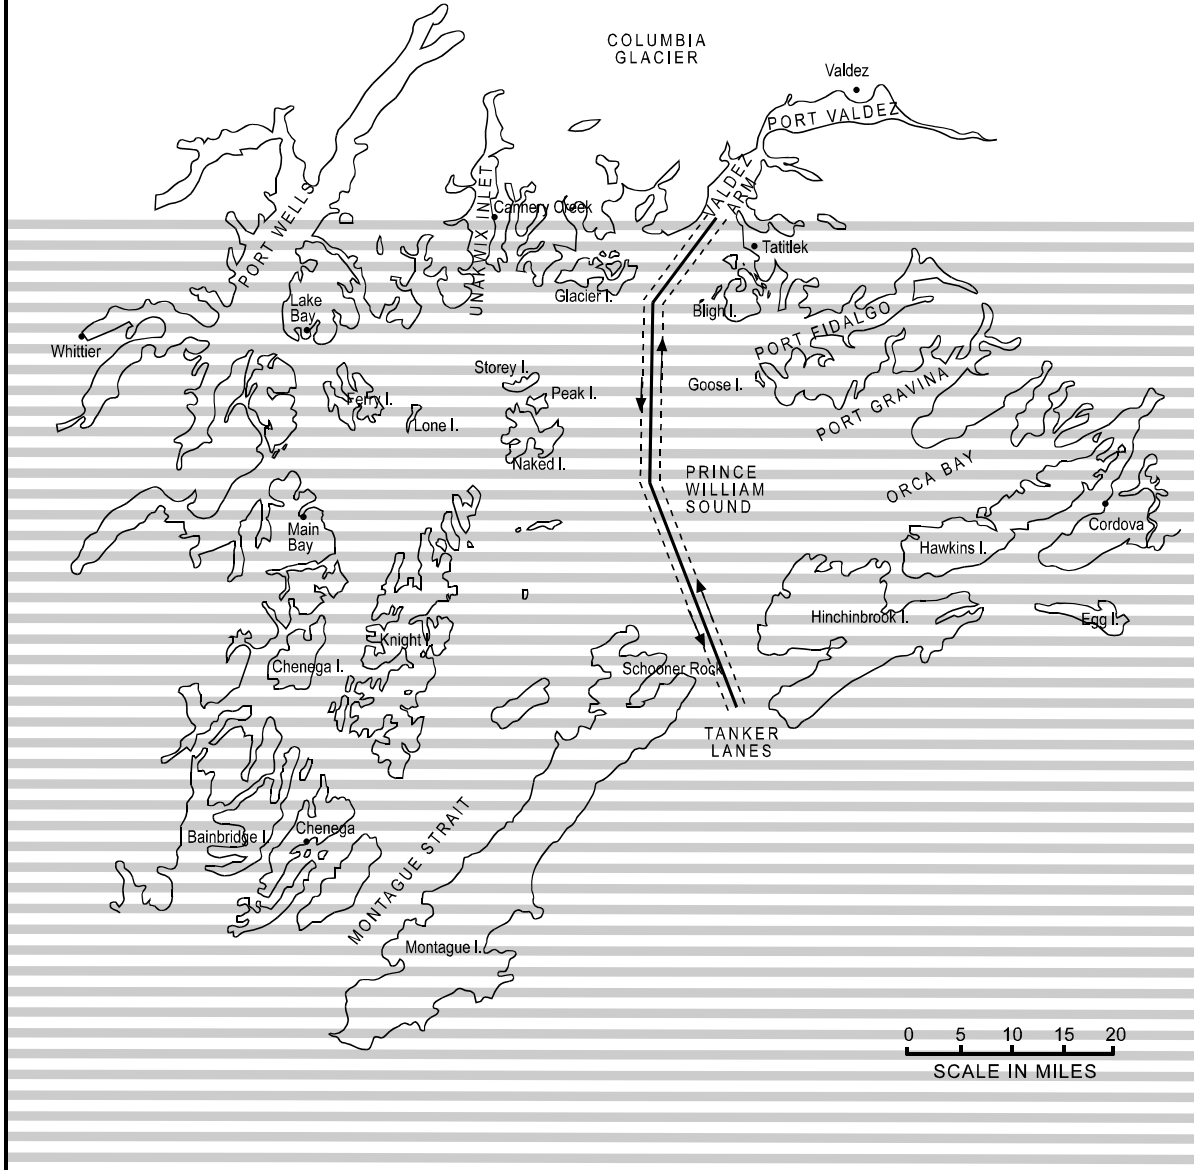 COLUMBIA
GLACIER
Valdez
PORT VALDEZ
VALDEZ
ARM
PORT WELLS
UNAKWIX INLET
Cannery Creek
Tatitlek
Glacier I.
Bligh I.
Lake
Bay
PORT FIDALGO
Whittier
Storey I.
Peak I.
Goose I.
Ferry I.
PORT GRAVINA
Lone I.
Naked I.
PRINCE
WILLIAM
SOUND
ORCA BAY
Main
Bay
Cordova
Hawkins I.
Hinchinbrook I.
Egg I.
Knight I.
Chenega I.
Schooner Rock
TANKER
LANES
MONTAGUE STRAIT
Bainbridge I.
Chenega
Montague I.
0 5 10 15 20
SCALE IN MILES